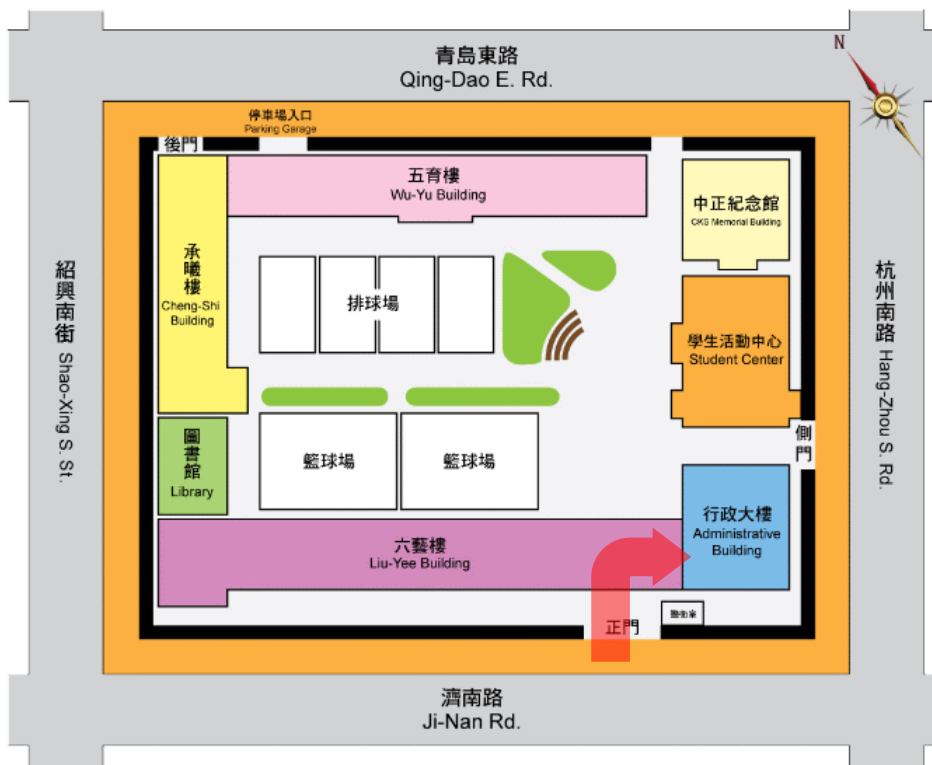 青島東路
Qing-Dao E. Rd.
N
停車場入口
Parking Garage
後門
五育樓
Wu-Yu Building
中正紀念館
CKS Memorial Building
承曦樓
Cheng-Shi
Building
排球場
學生活動中心
Student Center
紹興南街 Shao-Xing S. St.
杭州南路 Hang-Zhou S. Rd.
圖書館
Library
籃球場
籃球場
側門
行政大樓
Administrative
Building
六藝樓
Liu-Yee Building
警衛室
正門
濟南路
Ji-Nan Rd.